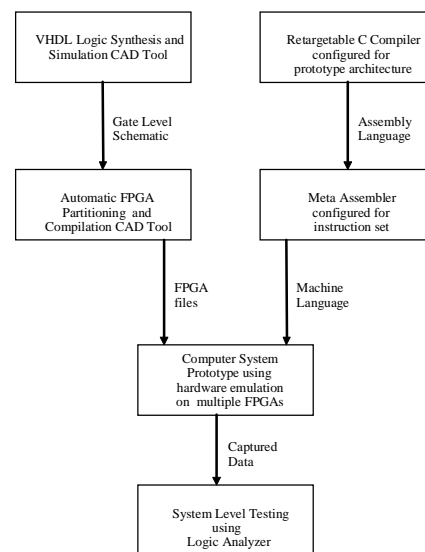 VHDL Logic Synthesis and
Simulation CAD Tool
Retargetable C Compiler
configured for
prototype architecture
Gate Level
Schematic
Assembly
Language
Automatic FPGA
Partitioning and
Compilation CAD Tool
Meta Assembler
configured for
instruction set
FPGA
files
Machine
Language
Computer System
Prototype using
hardware emulation
on multiple FPGAs
Captured
Data
System Level Testing
using
Logic Analyzer